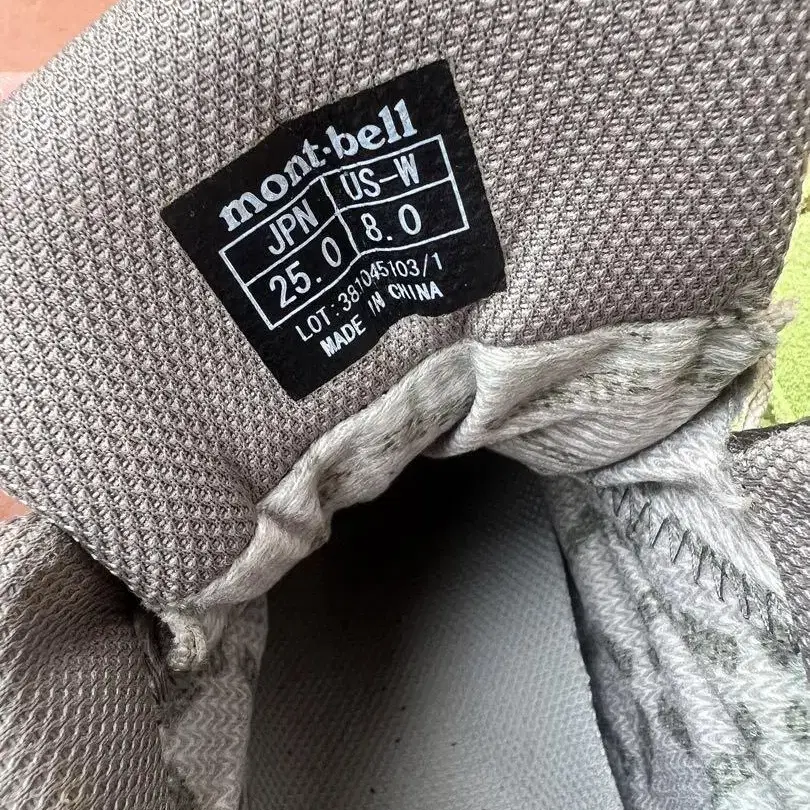 mont-bell
JPN US-W
25.0 8.0
LOT:381045103/1
MADE IN CHINA